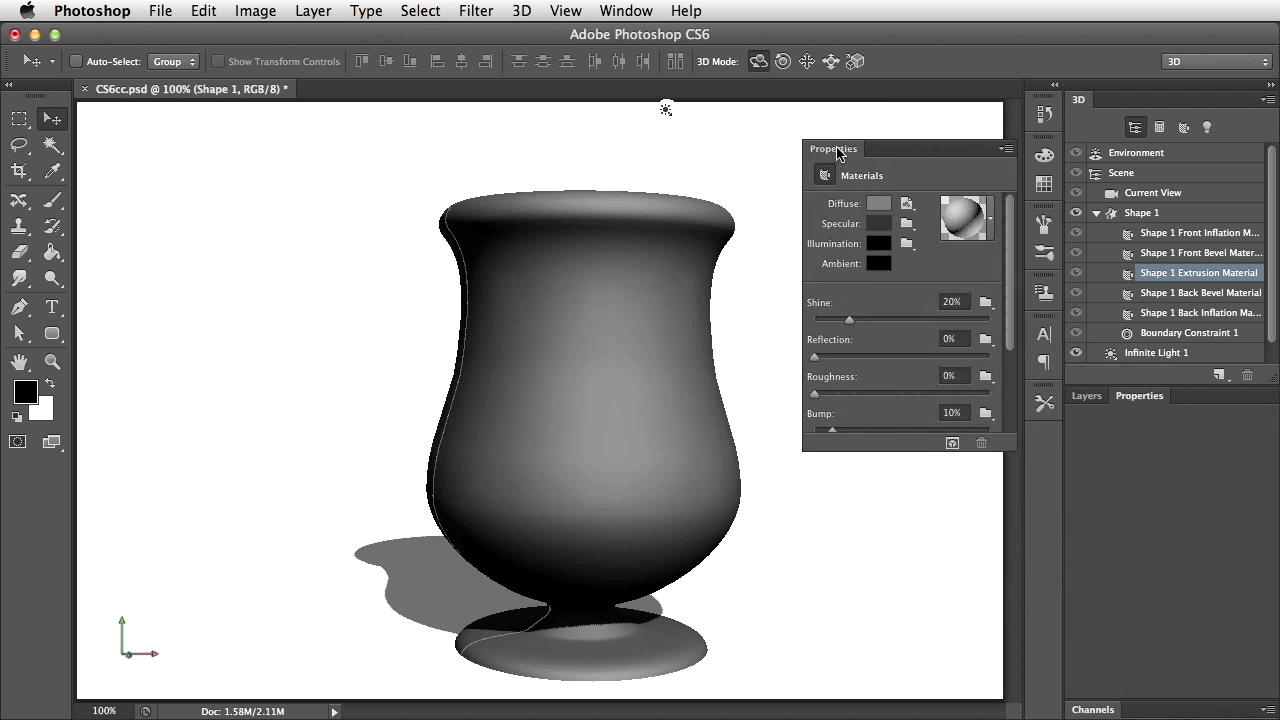 Photoshop File Edit Image Layer Type Select Filter 3D View Window Help
Adobe Photoshop CS6
Auto-Select: Group Show Transform Controls 3D Mode: 3D
CS6cc.psd @ 100% (Shape 1, RGB/8) *
3D
Properties
Materials
Diffuse:
Specular:
Illumination:
Ambient:
Shine: 20%
Reflection: 0%
Roughness: 0%
Bump: 10%
Environment
Scene
Current View
Shape 1
Shape 1 Front Inflation M...
Shape 1 Front Bevel Mater...
Shape 1 Extrusion Material
Shape 1 Back Bevel Material
Shape 1 Back Inflation Ma...
Boundary Constraint 1
Infinite Light 1
Layers Properties
Channels
100% Doc: 1.58M/2.11M